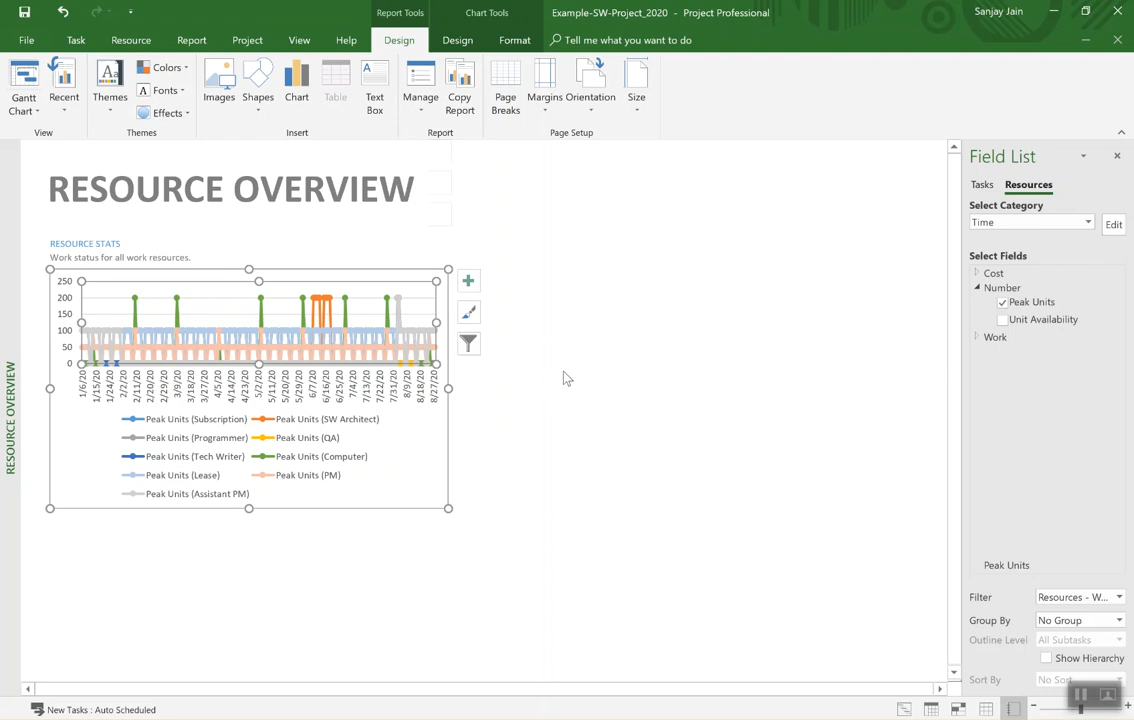 Report Tools
Chart Tools
Example-SW-Project_2020 - Project Professional
Sanjay Jain
File Task Resource Report Project View Help Design Design Format Tell me what you want to do
Gantt Chart
Recent
Themes
Colors
Fonts
Effects
Images
Shapes
Chart
Table
Text Box
Manage
Copy Report
Page Breaks
Margins
Orientation
Size
View Themes Insert Report Page Setup
RESOURCE OVERVIEW
RESOURCE OVERVIEW
RESOURCE STATS
Work status for all work resources.
250
200
150
100
50
0
1/6/20 1/15/20 1/24/20 2/2/20 2/11/20 2/20/20 2/29/20 3/9/20 3/18/20 3/27/20 4/5/20 4/14/20 4/23/20 5/2/20 5/11/20 5/20/20 5/29/20 6/7/20 6/16/20 6/25/20 7/4/20 7/13/20 7/22/20 7/31/20 8/9/20 8/18/20 8/27/20
Peak Units (Subscription) Peak Units (SW Architect)
Peak Units (Programmer) Peak Units (QA)
Peak Units (Tech Writer) Peak Units (Computer)
Peak Units (Lease) Peak Units (PM)
Peak Units (Assistant PM)
Field List
Tasks Resources
Select Category
Time
Edit
Select Fields
Cost
Number
Peak Units
Unit Availability
Work
Peak Units
Filter Resources - W...
Group By No Group
Outline Level All Subtasks
Show Hierarchy
Sort By No Sort
New Tasks : Auto Scheduled